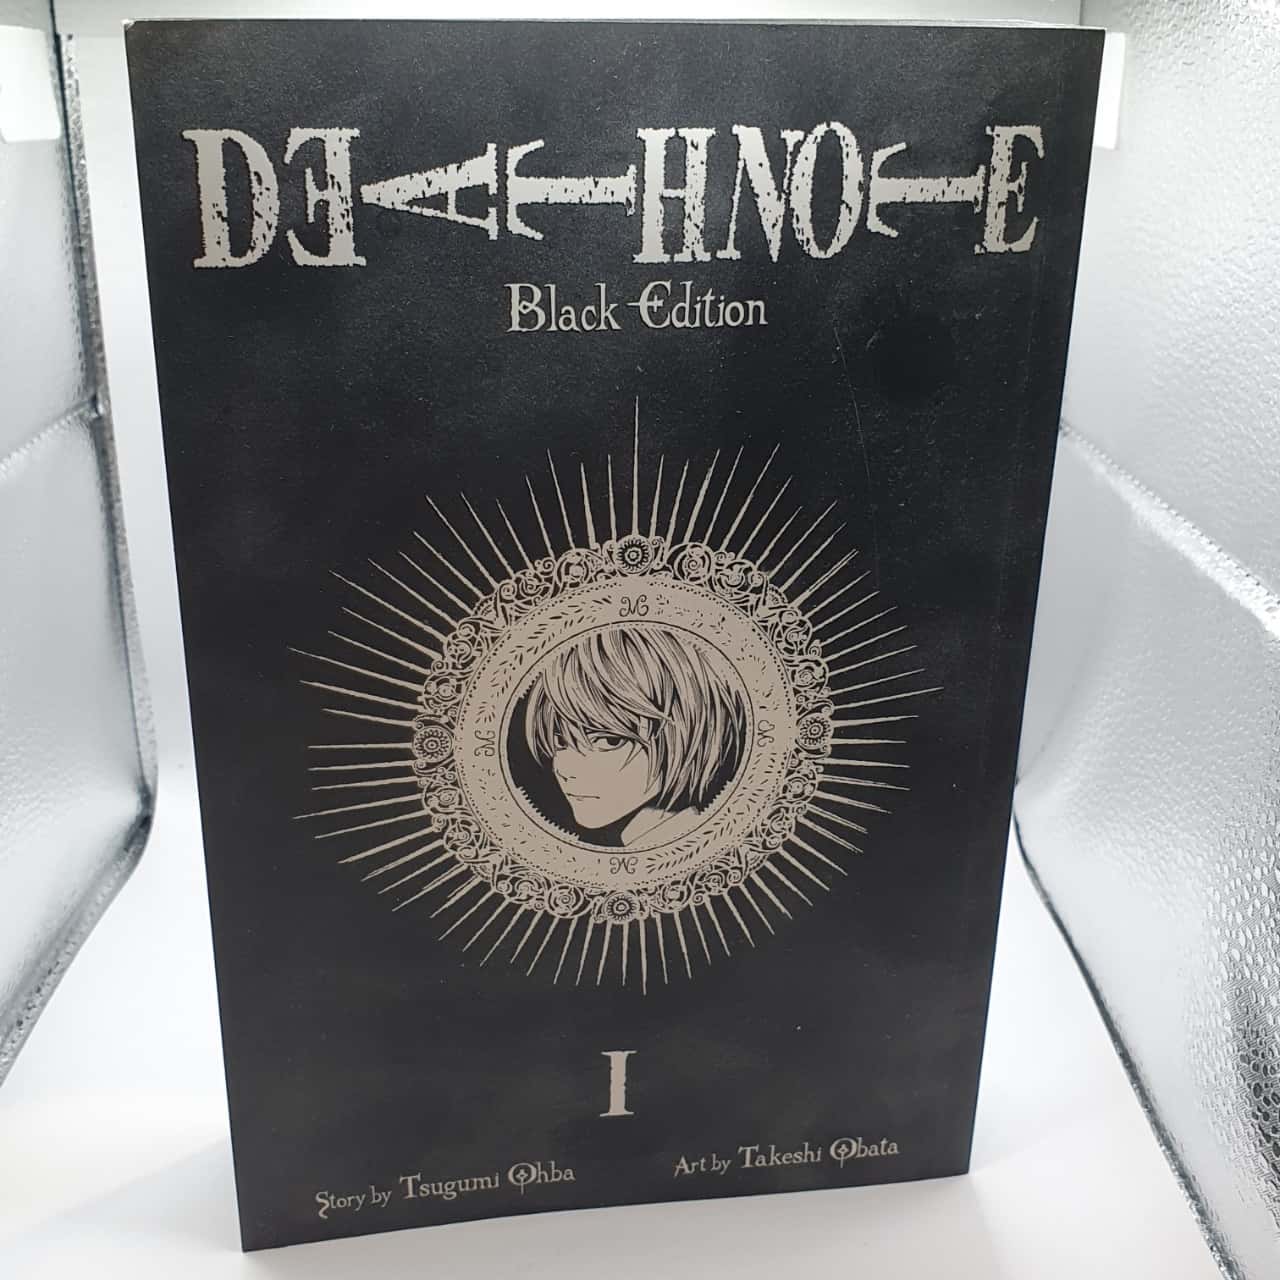 DEATH NOTE
Black Edition
I
Story by Tsugumi Ohba
Art by Takeshi Obata